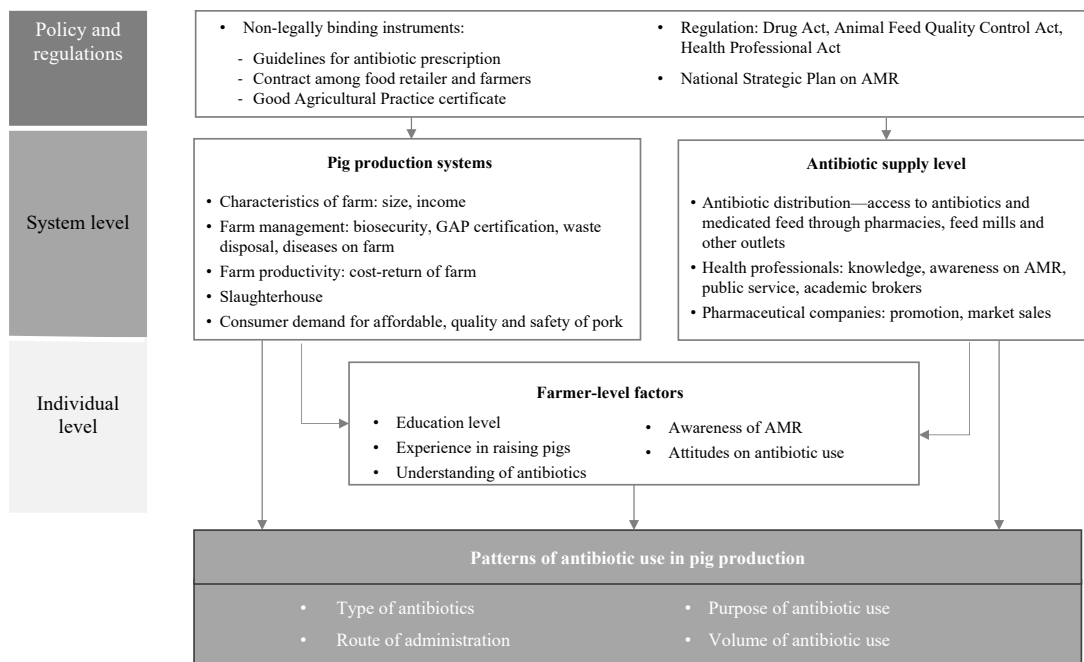 Policy and
regulations
• Non-legally binding instruments:
- Guidelines for antibiotic prescription
- Contract among food retailer and farmers
- Good Agricultural Practice certificate
• Regulation: Drug Act, Animal Feed Quality Control Act,
Health Professional Act
• National Strategic Plan on AMR
System level
Pig production systems
• Characteristics of farm: size, income
• Farm management: biosecurity, GAP certification, waste
disposal, diseases on farm
• Farm productivity: cost-return of farm
• Slaughterhouse
• Consumer demand for affordable, quality and safety of pork
Antibiotic supply level
• Antibiotic distribution—access to antibiotics and
medicated feed through pharmacies, feed mills and
other outlets
• Health professionals: knowledge, awareness on AMR,
public service, academic brokers
• Pharmaceutical companies: promotion, market sales
Individual
level
Farmer-level factors
• Education level
• Experience in raising pigs
• Understanding of antibiotics
• Awareness of AMR
• Attitudes on antibiotic use
Patterns of antibiotic use in pig production
• Type of antibiotics
• Route of administration
• Purpose of antibiotic use
• Volume of antibiotic use